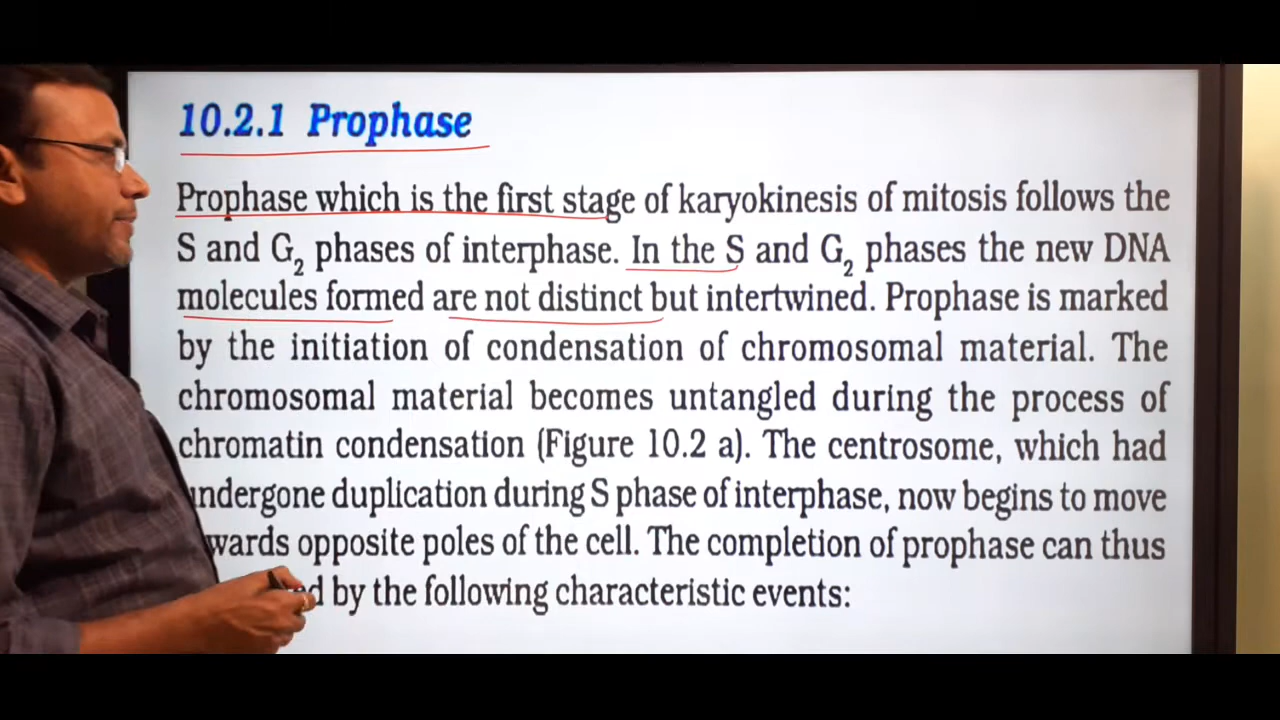 10.2.1 Prophase
Prophase which is the first stage of karyokinesis of mitosis follows the
S and G₂ phases of interphase. In the S and G₂ phases the new DNA
molecules formed are not distinct but intertwined. Prophase is marked
by the initiation of condensation of chromosomal material. The
chromosomal material becomes untangled during the process of
chromatin condensation (Figure 10.2 a). The centrosome, which had
undergone duplication during S phase of interphase, now begins to move
towards opposite poles of the cell. The completion of prophase can thus
by the following characteristic events: